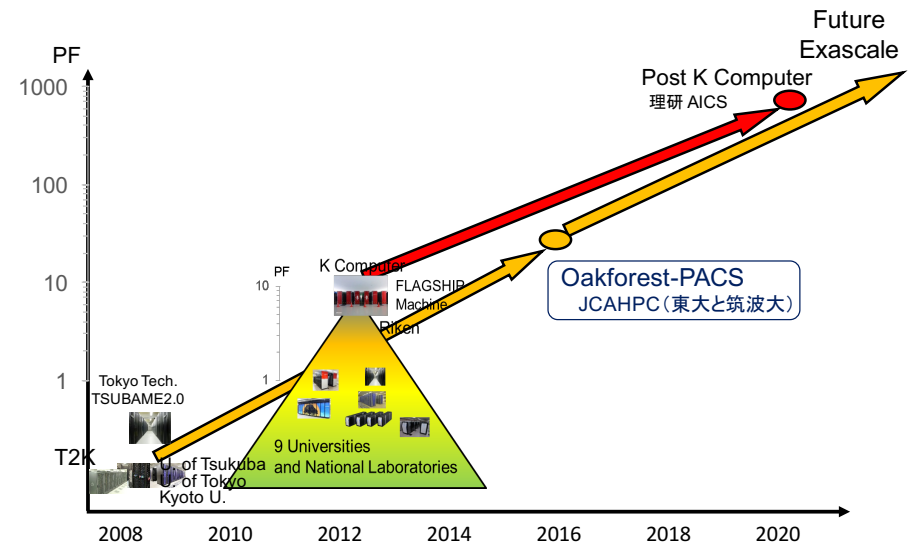 Future
Exascale
PF
Post K Computer
理研 AICS
1000
100
10
1
K Computer
PF
10
1
FLAGSHIP
Machine
Riken
Oakforest-PACS
JCAHPC(東大と筑波大)
Tokyo Tech.
TSUBAME2.0
T2K
U. of Tsukuba
U. of Tokyo
Kyoto U.
9 Universities
and National Laboratories
2008 2010 2012 2014 2016 2018 2020